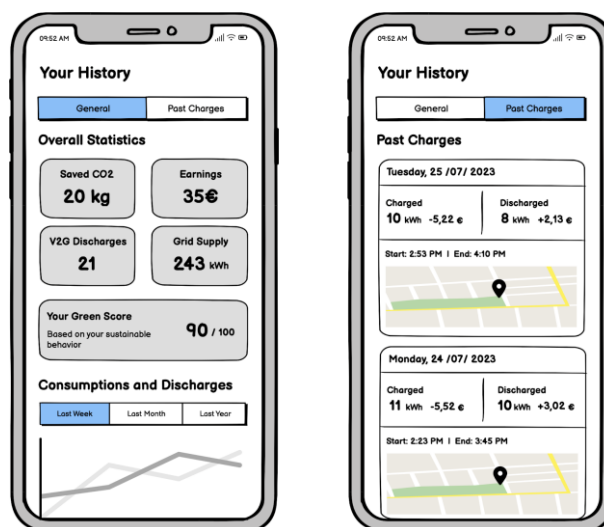 09:52 AM
Your History
General
Past Charges
Overall Statistics
Saved CO2
20 kg
Earnings
35€
V2G Discharges
21
Grid Supply
243 kWh
Your Green Score
Based on your sustainable
behavior
90 / 100
Consumptions and Discharges
Last Week
Last Month
Last Year
09:52 AM
Your History
General
Past Charges
Past Charges
Tuesday, 25 /07/ 2023
Charged
10 kWh -5,22 €
Discharged
8 kWh +2,13 €
Start: 2:53 PM I End: 4:10 PM
Monday, 24 /07/ 2023
Charged
11 kWh -5,52 €
Discharged
10 kWh +3,02 €
Start: 2:23 PM I End: 3:45 PM